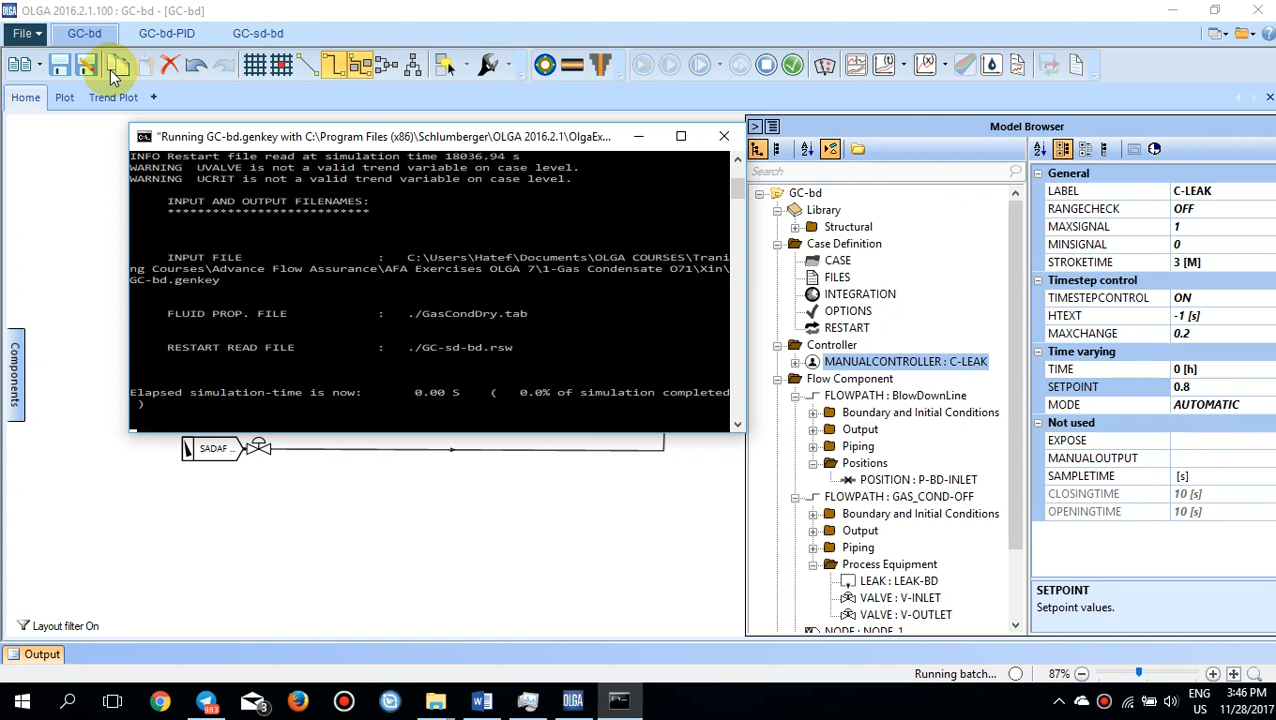 OLGA 2016.2.1.100 : GC-bd - [GC-bd]
File
GC-bd
GC-bd-PID
GC-sd-bd
Home
Plot
Trend Plot
+
"Running GC-bd.genkey with C:\Program Files (x86)\Schlumberger\OLGA 2016.2.1\OlgaEx...
INFO Restart file read at simulation time 18036.94 s
WARNING  UVALVE is not a valid trend variable on case level.
WARNING  UCRIT is not a valid trend variable on case level.
INPUT AND OUTPUT FILENAMES:
***************************
INPUT FILE : C:\Users\Hatef\Documents\OLGA COURSES\Trani
ng Courses\Advance Flow Assurance\AFA Exercises OLGA 7\1-Gas Condensate O71\Xin\
GC-bd.genkey
FLUID PROP. FILE : ./GasCondDry.tab
RESTART READ FILE : ./GC-sd-bd.rsw
Elapsed simulation-time is now: 0.00 S ( 0.0% of simulation completed
)
Components
SADAF ...
Layout filter On
Output
Model Browser
Search
GC-bd
Library
Structural
Case Definition
CASE
FILES
INTEGRATION
OPTIONS
RESTART
Controller
MANUALCONTROLLER : C-LEAK
Flow Component
FLOWPATH : BlowDownLine
Boundary and Initial Conditions
Output
Piping
Positions
POSITION : P-BD-INLET
FLOWPATH : GAS_COND-OFF
Boundary and Initial Conditions
Output
Piping
Process Equipment
LEAK : LEAK-BD
VALVE : V-INLET
VALVE : V-OUTLET
NODE : NODE_1
General
LABEL C-LEAK
RANGECHECK OFF
MAXSIGNAL 1
MINSIGNAL 0
STROKETIME 3 [M]
Timestep control
TIMESTEPCONTROL ON
HTEXT -1 [s]
MAXCHANGE 0.2
Time varying
TIME 0 [h]
SETPOINT 0.8
MODE AUTOMATIC
Not used
EXPOSE
MANUALOUTPUT
SAMPLETIME [s]
CLOSINGTIME 10 [s]
OPENINGTIME 10 [s]
SETPOINT
Setpoint values.
Running batch...
87%
983
3
ENG
US
3:46 PM
11/28/2017